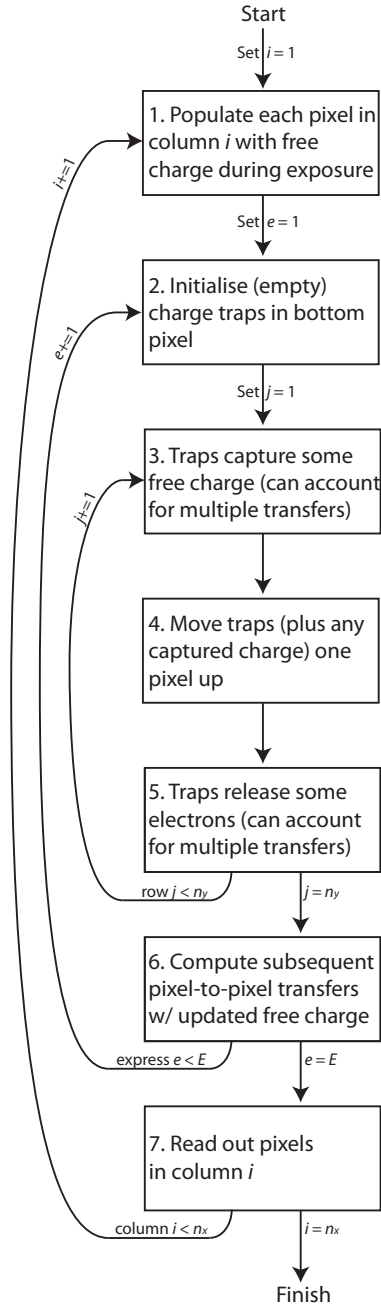 Start
Set i = 1
1. Populate each pixel in
column i with free
charge during exposure
i+=1
Set e = 1
2. Initialise (empty)
charge traps in bottom
pixel
e+=1
Set j = 1
3. Traps capture some
free charge (can account
for multiple transfers)
j+=1
4. Move traps (plus any
captured charge) one
pixel up
5. Traps release some
electrons (can account
for multiple transfers)
row j < ny
j = ny
6. Compute subsequent
pixel-to-pixel transfers
w/ updated free charge
express e < E
e = E
7. Read out pixels
in column i
column i < nx
i = nx
Finish